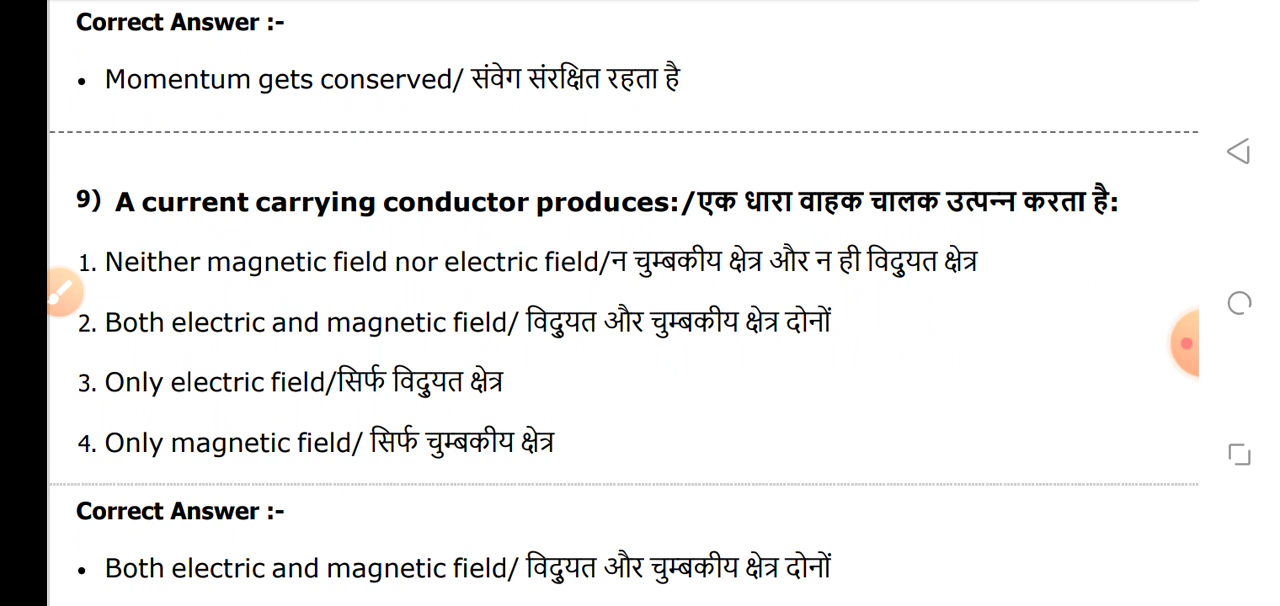 Correct Answer :-
• Momentum gets conserved/ संवेग संरक्षित रहता है
9) A current carrying conductor produces:/एक धारा वाहक चालक उत्पन्न करता है:
1. Neither magnetic field nor electric field/न चुम्बकीय क्षेत्र और न ही विद्युयत क्षेत्र
2. Both electric and magnetic field/ विद्युयत और चुम्बकीय क्षेत्र दोनों
3. Only electric field/सिर्फ विद्युयत क्षेत्र
4. Only magnetic field/ सिर्फ चुम्बकीय क्षेत्र
Correct Answer :-
• Both electric and magnetic field/ विद्युयत और चुम्बकीय क्षेत्र दोनों